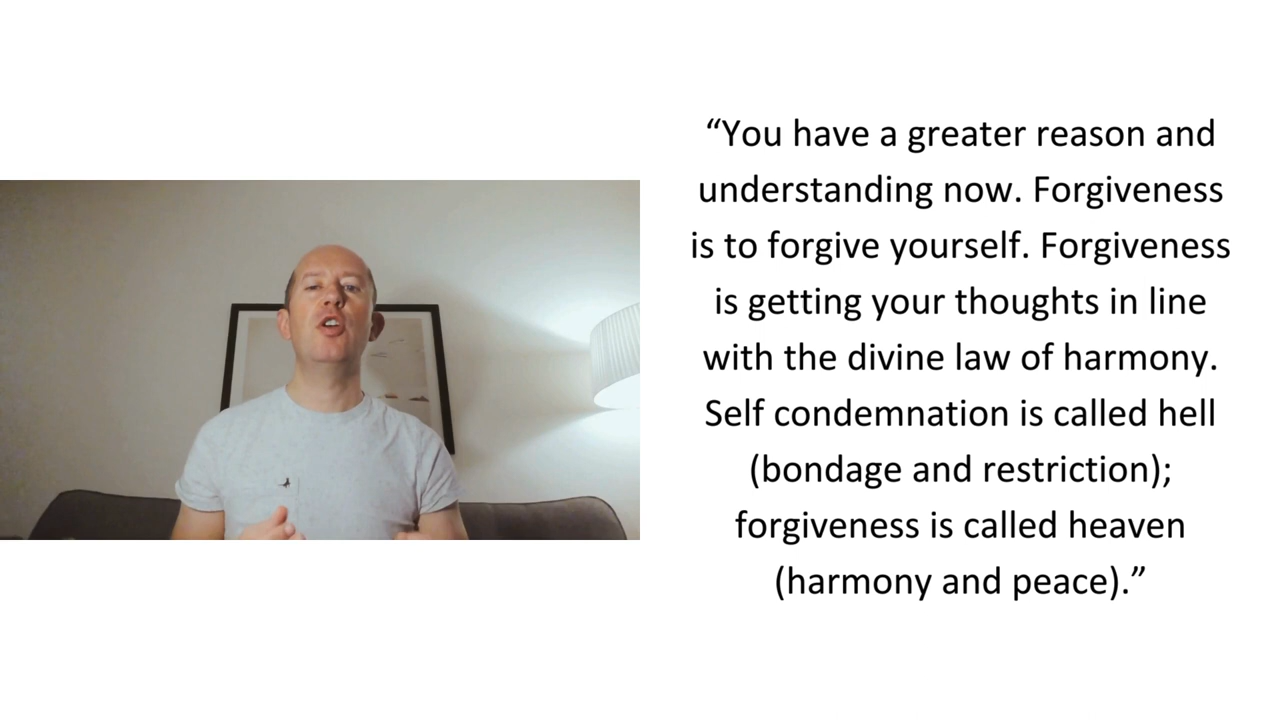 “You have a greater reason and
understanding now. Forgiveness
is to forgive yourself. Forgiveness
is getting your thoughts in line
with the divine law of harmony.
Self condemnation is called hell
(bondage and restriction);
forgiveness is called heaven
(harmony and peace).”